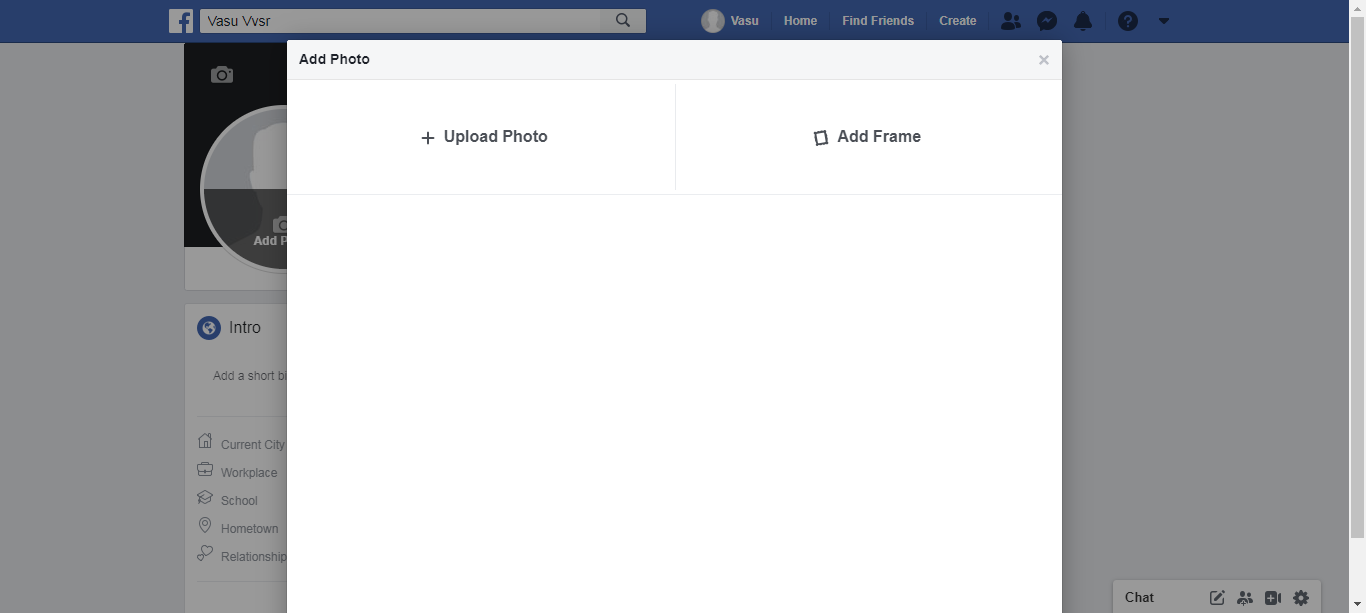 f
Vasu Vvsr
Vasu
Home
Find Friends
Create
Add Photo
×
Upload Photo
Add Frame
Add P
Intro
Add a short bi
Current City
Workplace
School
Hometown
Relationship
Chat